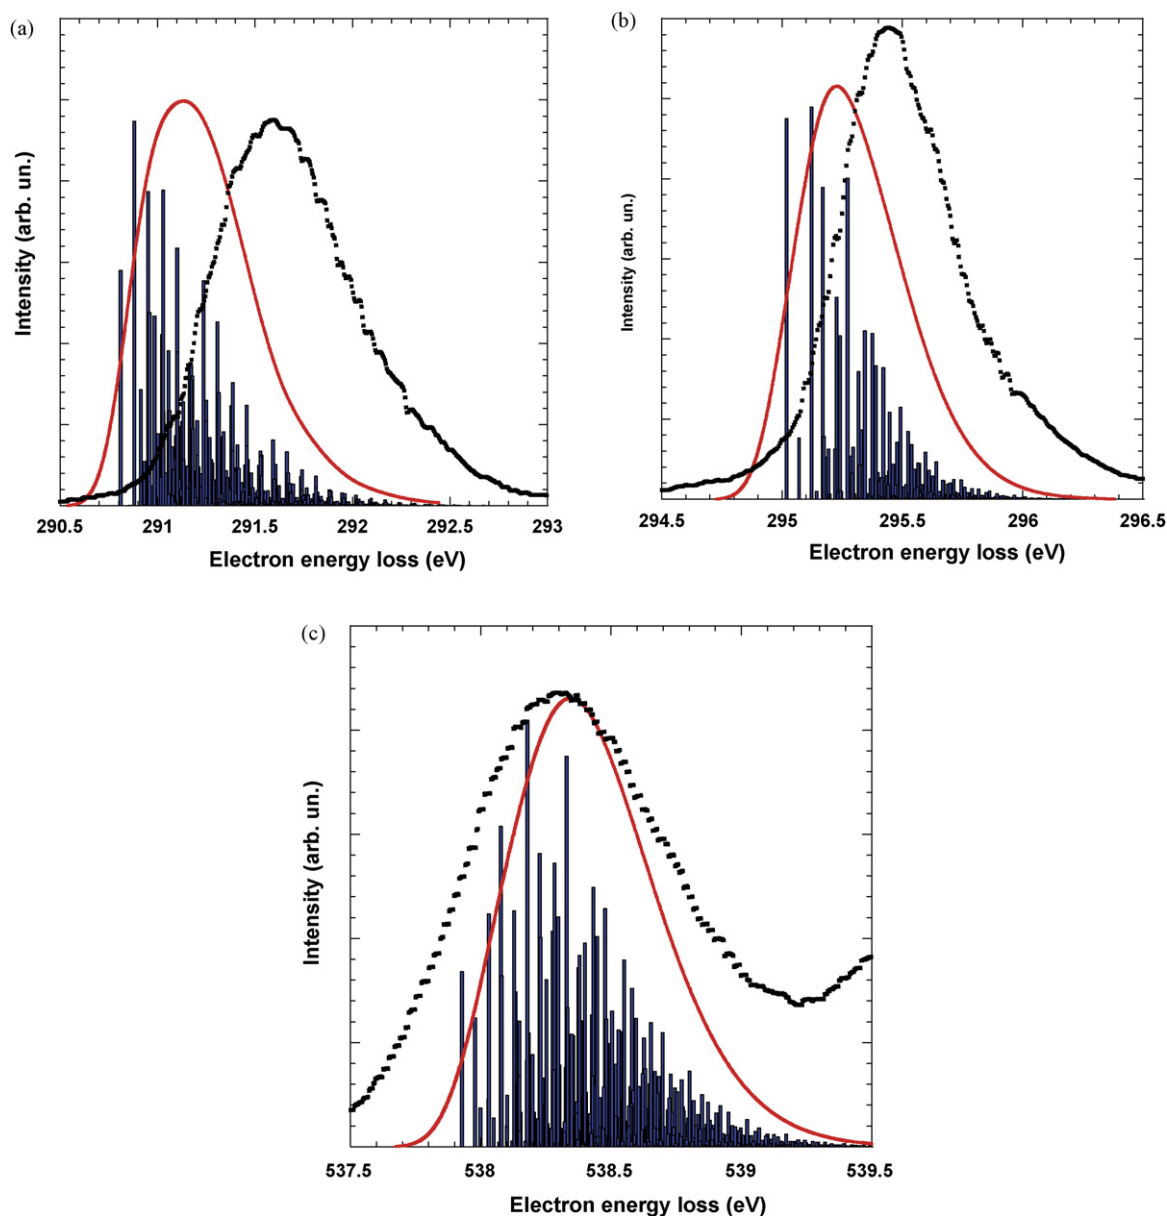 (a)
Intensity (arb. un.)
290.5 291 291.5 292 292.5 293
Electron energy loss (eV)
(b)
Intensity (arb. un.)
294.5 295 295.5 296 296.5
Electron energy loss (eV)
(c)
Intensity (arb. un.)
537.5 538 538.5 539 539.5
Electron energy loss (eV)